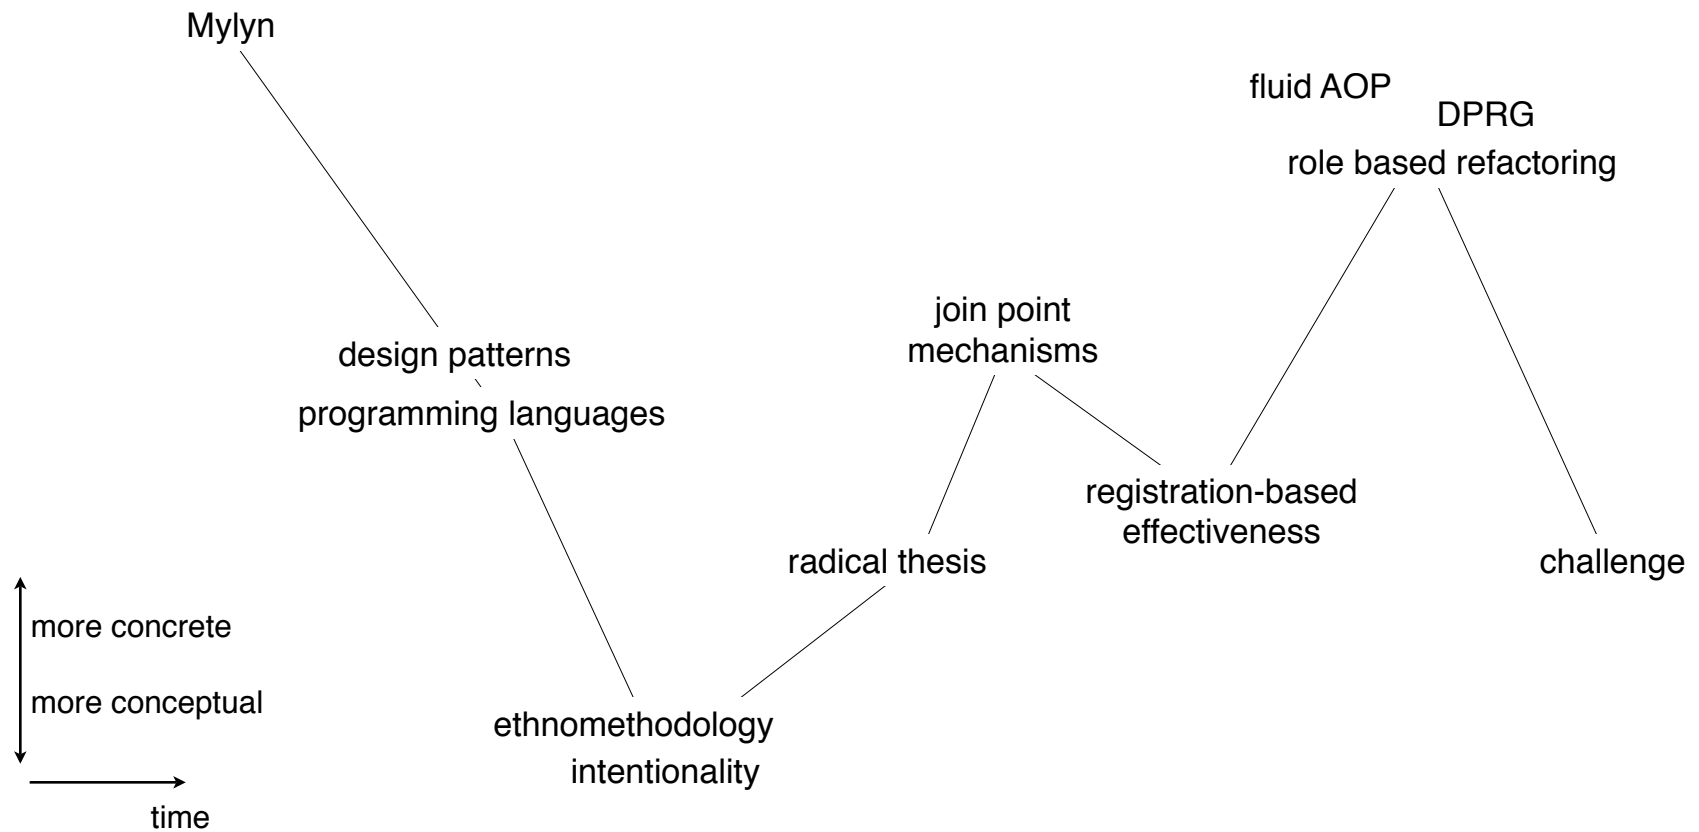 Mylyn
fluid AOP
DPRG
role based refactoring
join point
mechanisms
design patterns
programming languages
registration-based
effectiveness
radical thesis
challenge
more concrete
more conceptual
ethnomethodology
intentionality
time